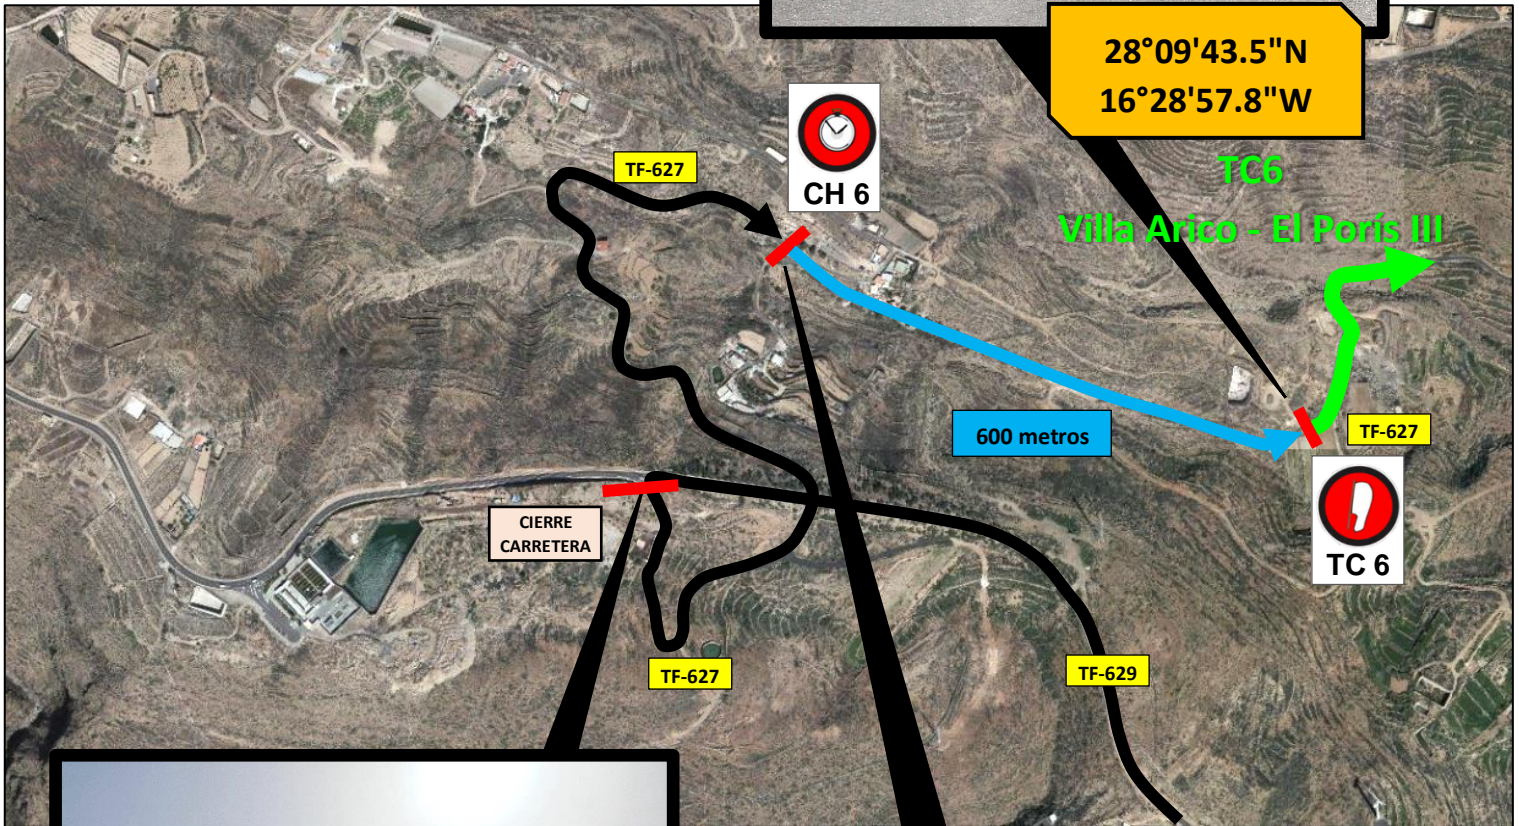 28°09'43.5"N
16°28'57.8"W
TF-627
CH 6
TC6
Villa Arico - El Porís III
600 metros
TF-627
CIERRE
CARRETERA
TC 6
TF-627
TF-629